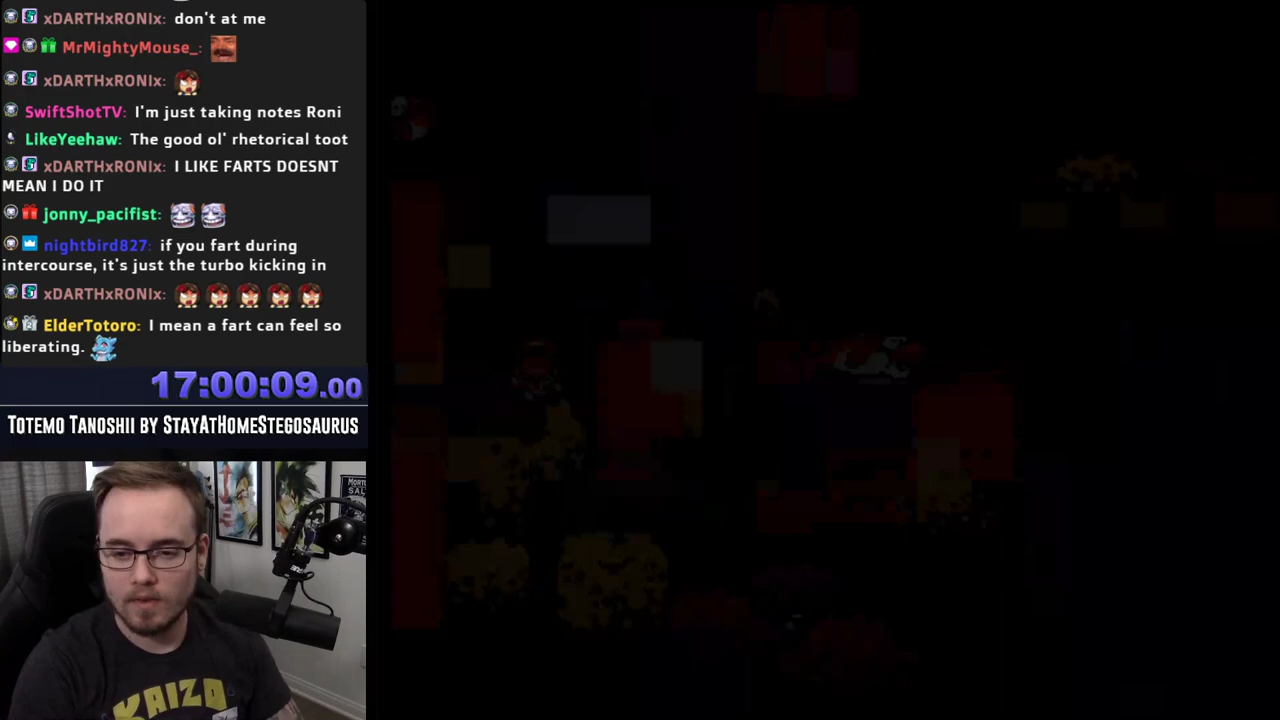 xDARTHxRONIx: don't at me
MrMightyMouse_:
xDARTHxRONIx:
SwiftShotTV: I'm just taking notes Roni
LikeYeehaw: The good ol' rhetorical toot
xDARTHxRONIx: I LIKE FARTS DOESNT
MEAN I DO IT
jonny_pacifist:
nightbird827: if you fart during
intercourse, it's just the turbo kicking in
xDARTHxRONIx:
ElderTotoro: I mean a fart can feel so
liberating.
17:00:09.00
TOTEMO TANOSHII BY STAYATHOMESTEGOSAURUS
KAIZO